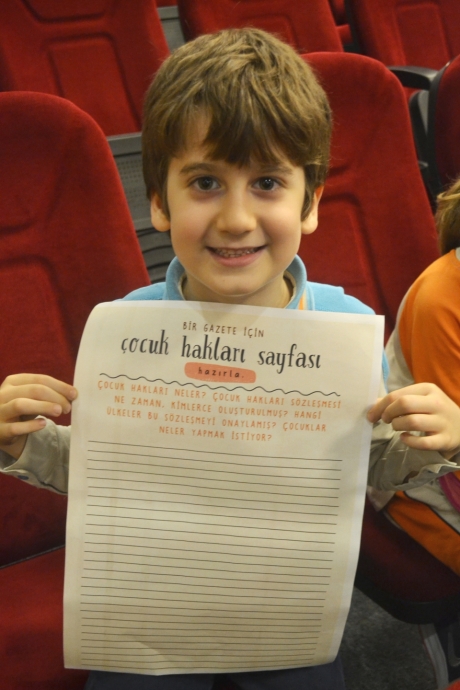 BİR GAZETE İÇİN
çocuk hakları sayfası
hazırla.
ÇOCUK HAKLARI NELER? ÇOCUK HAKLARI SÖZLEŞMESİ
NE ZAMAN, KİMLERCE OLUŞTURULMUŞ? HANGİ
ÜLKELER BU SÖZLEŞMEYİ ONAYLAMIŞ? ÇOCUKLAR
NELER YAPMAK İSTİYOR?